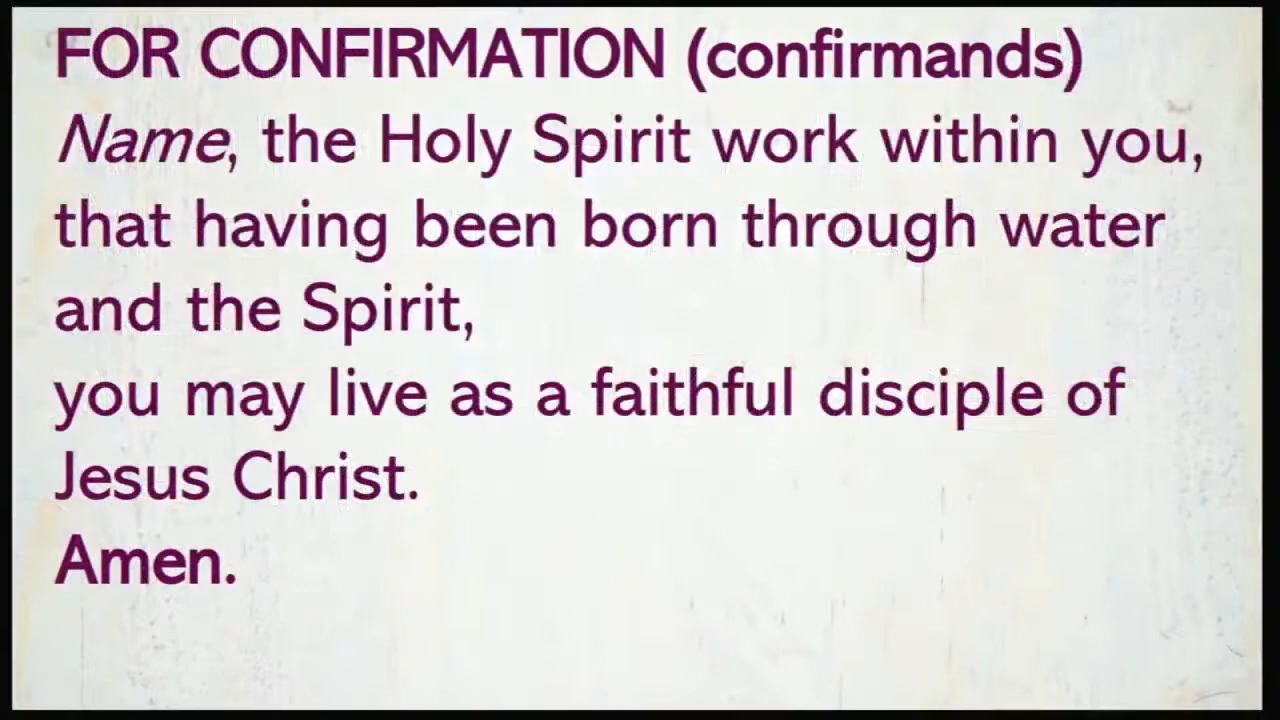 FOR CONFIRMATION (confirmands)
Name, the Holy Spirit work within you,
that having been born through water
and the Spirit,
you may live as a faithful disciple of
Jesus Christ.
Amen.